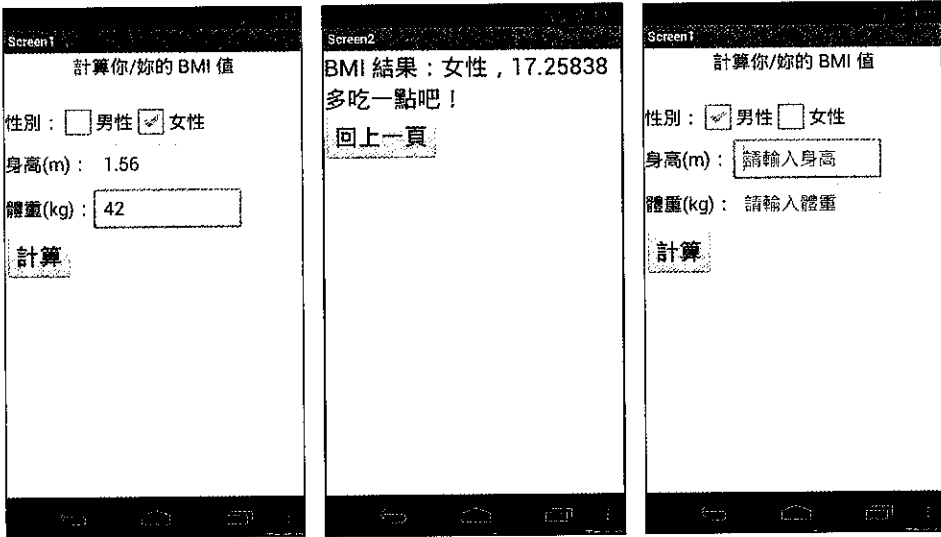 Screen1
計算你/妳的 BMI 值
性別： 男性 女性
身高(m)： 1.56
體重(kg)： 42
計算
Screen2
BMI 結果：女性 , 17.25838
多吃一點吧！
回上一頁
Screen1
計算你/妳的 BMI 值
性別： 男性 女性
身高(m)： 請輸入身高
體重(kg)： 請輸入體重
計算